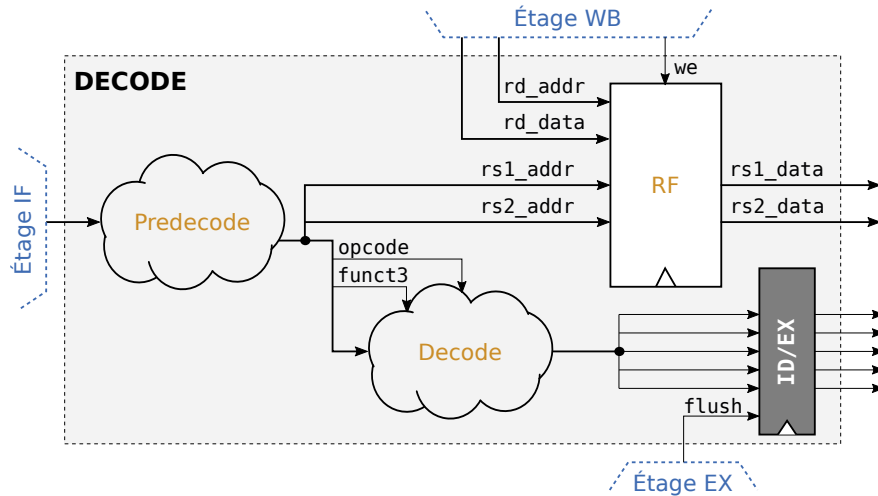 Étage WB
DECODE
we
rd_addr
rd_data
rs1_addr
RF
rs1_data
rs2_addr
rs2_data
Étage IF
Predecode
opcode
funct3
Decode
ID/EX
flush
Étage EX